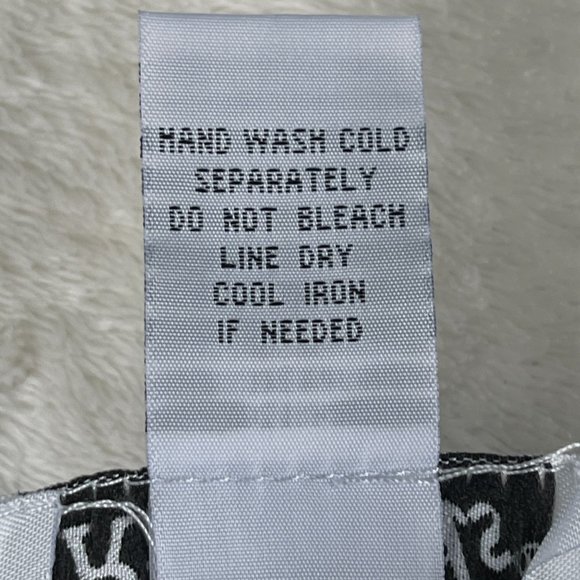 HAND WASH COLD
SEPARATELY
DO NOT BLEACH
LINE DRY
COOL IRON
IF NEEDED